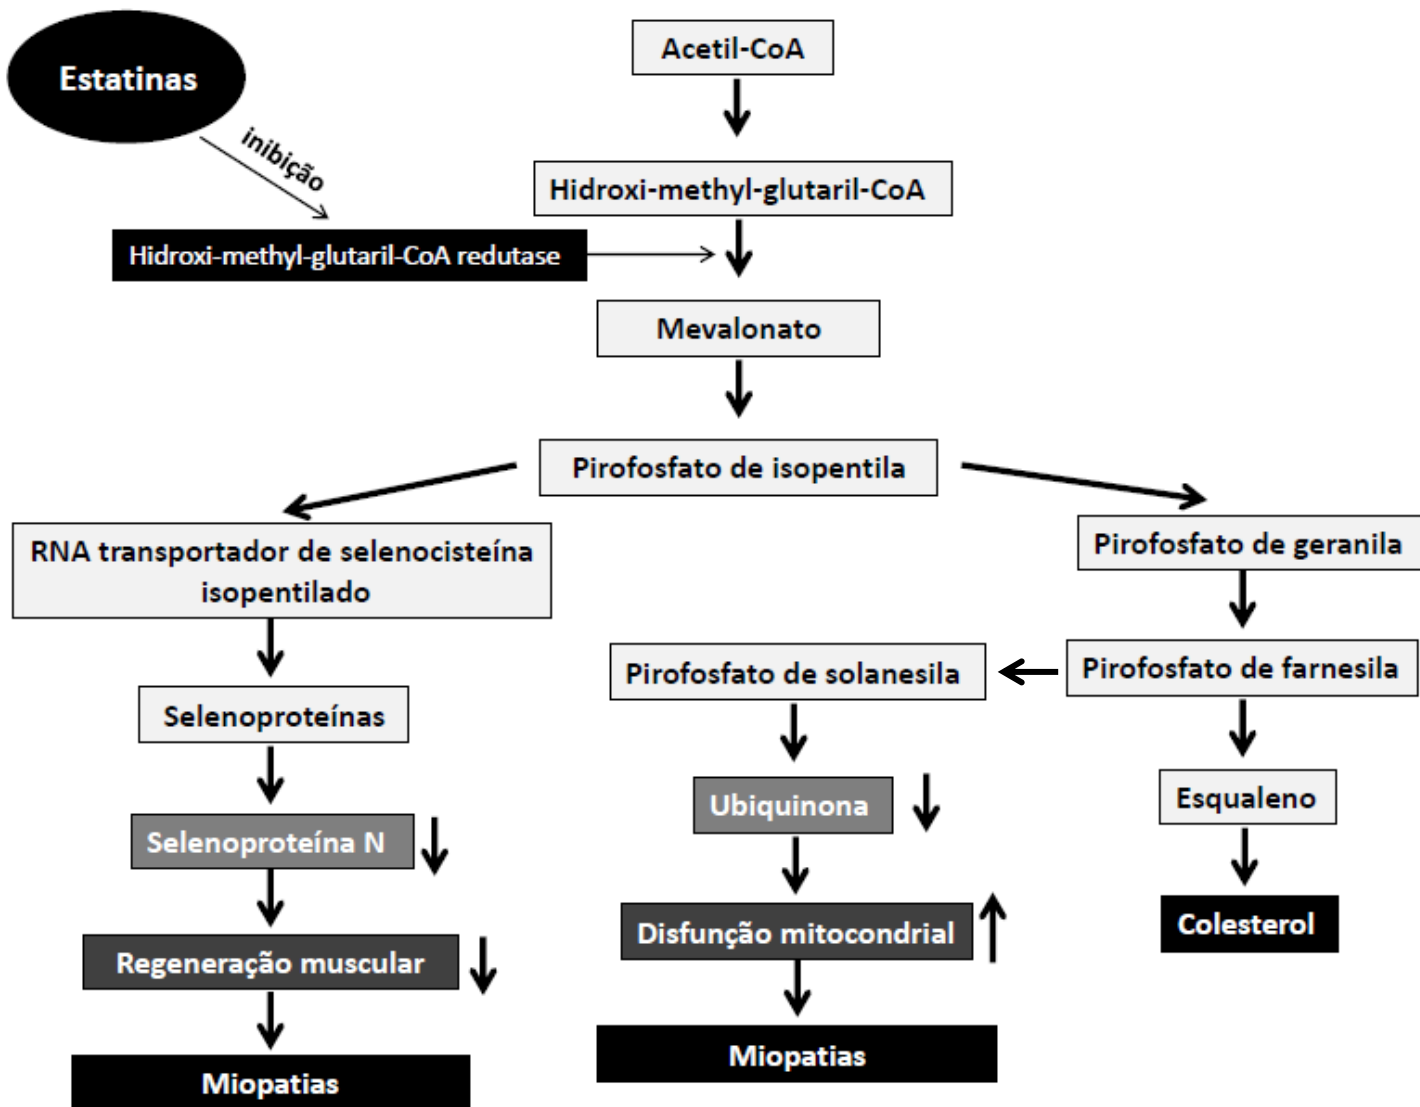 Estatinas
Acetil-CoA
inibição
Hidroxi-methyl-glutaril-CoA
Hidroxi-methyl-glutaril-CoA redutase
Mevalonato
Pirofosfato de isopentila
RNA transportador de selenocisteína
isopentilado
Pirofosfato de geranila
Pirofosfato de solanesila
Pirofosfato de farnesila
Selenoproteínas
Ubiquinona
Esqualeno
Selenoproteína N
Disfunção mitocondrial
Colesterol
Regeneração muscular
Miopatias
Miopatias